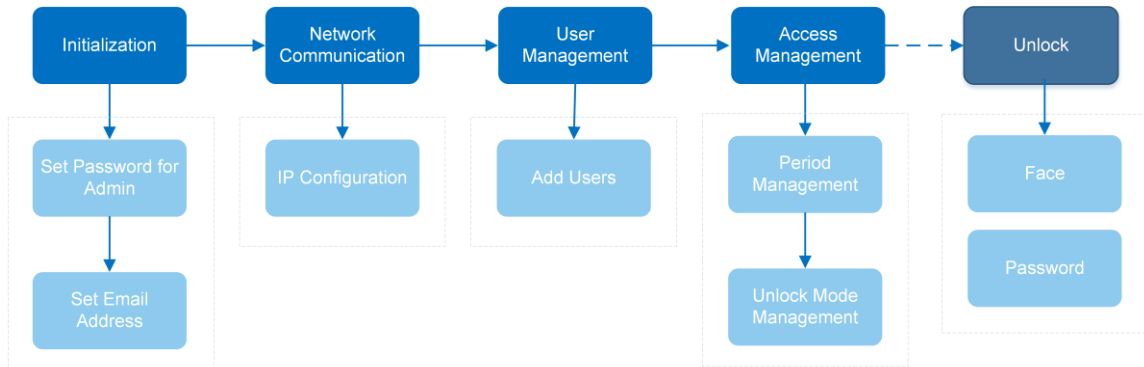 Initialization
Network
Communication
User
Management
Access
Management
Unlock
Set Password for
Admin
IP Configuration
Add Users
Period
Management
Face
Set Email
Address
Unlock Mode
Management
Password